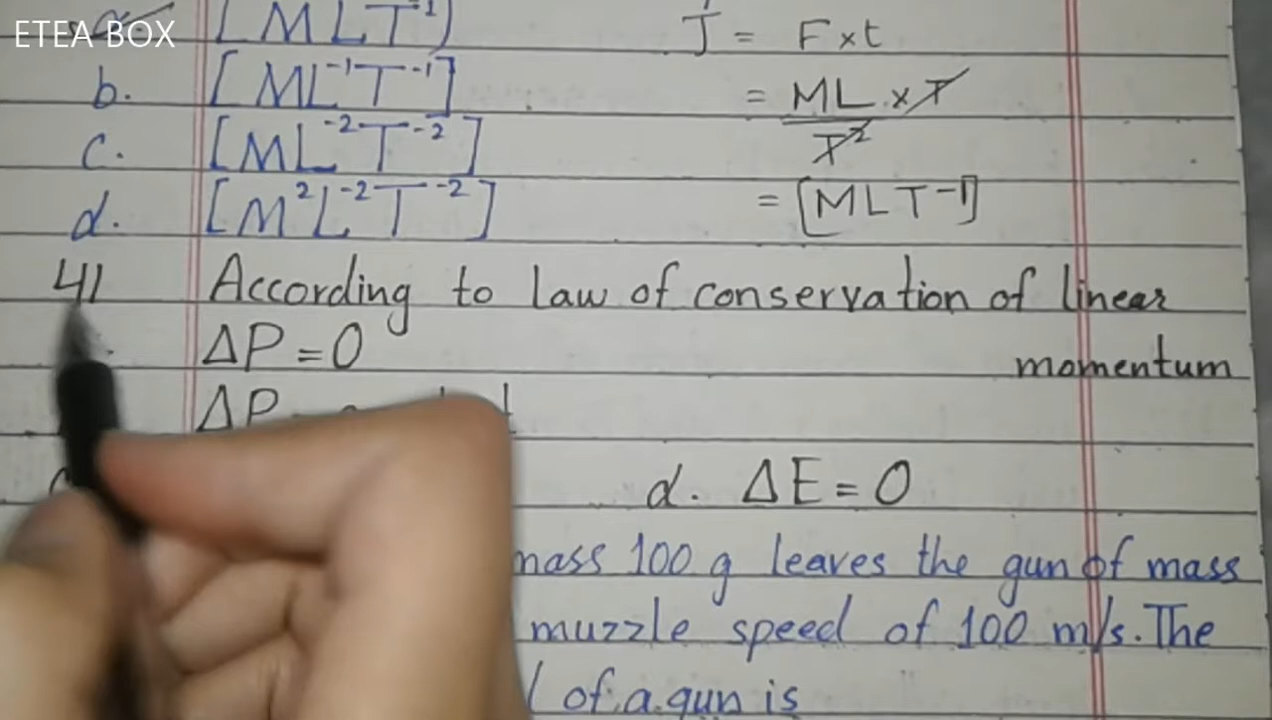 ETEA BOX
a. [MLT⁻¹]
J = F x t
b. [ML⁻¹T⁻¹]
= ML x T
T²
c. [ML⁻²T⁻²]
= [MLT⁻¹]
d. [M²L⁻²T⁻²]
41 According to law of conservation of linear
momentum
ΔP = 0
ΔP
d. ΔE = 0
mass 100 g leaves the gun of mass
muzzle speed of 100 m/s. The
of a gun is